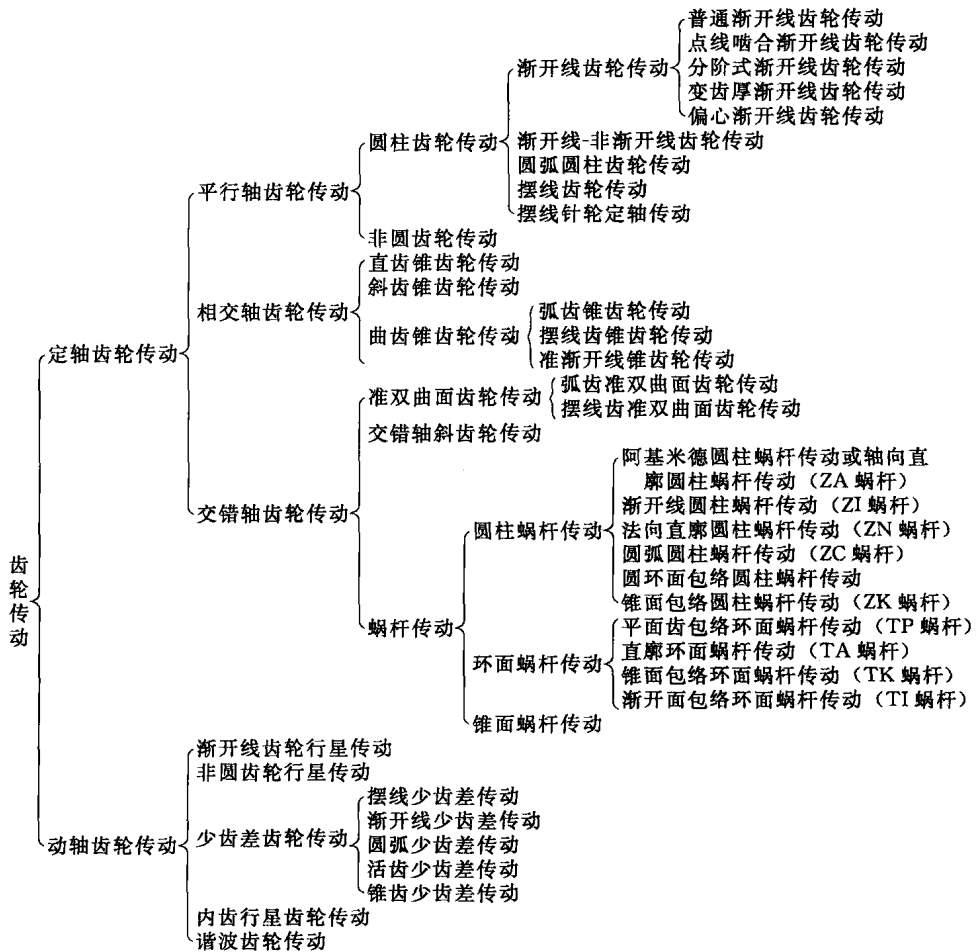 普通渐开线齿轮传动
点线啮合渐开线齿轮传动
渐开线齿轮传动
分阶式渐开线齿轮传动
变齿厚渐开线齿轮传动
偏心渐开线齿轮传动
圆柱齿轮传动
渐开线-非渐开线齿轮传动
圆弧圆柱齿轮传动
平行轴齿轮传动
摆线齿轮传动
摆线针轮定轴传动
非圆齿轮传动
直齿锥齿轮传动
斜齿锥齿轮传动
相交轴齿轮传动
弧齿锥齿轮传动
曲齿锥齿轮传动
摆线齿锥齿轮传动
定轴齿轮传动
准渐开线锥齿轮传动
准双曲面齿轮传动
弧齿准双曲面齿轮传动
摆线齿准双曲面齿轮传动
交错轴斜齿轮传动
阿基米德圆柱蜗杆传动或轴向直
廓圆柱蜗杆传动（ZA 蜗杆）
渐开线圆柱蜗杆传动（ZI 蜗杆）
交错轴齿轮传动
圆柱蜗杆传动
法向直廓圆柱蜗杆传动（ZN 蜗杆）
圆弧圆柱蜗杆传动（ZC 蜗杆）
圆环面包络圆柱蜗杆传动
锥面包络圆柱蜗杆传动（ZK 蜗杆）
齿轮传动
蜗杆传动
平面齿包络环面蜗杆传动（TP 蜗杆）
直廓环面蜗杆传动（TA 蜗杆）
环面蜗杆传动
锥面包络环面蜗杆传动（TK 蜗杆）
渐开面包络环面蜗杆传动（TI 蜗杆）
锥面蜗杆传动
渐开线齿轮行星传动
非圆齿轮行星传动
摆线少齿差传动
渐开线少齿差传动
动轴齿轮传动
少齿差齿轮传动
圆弧少齿差传动
活齿少齿差传动
锥齿少齿差传动
内齿行星齿轮传动
谐波齿轮传动